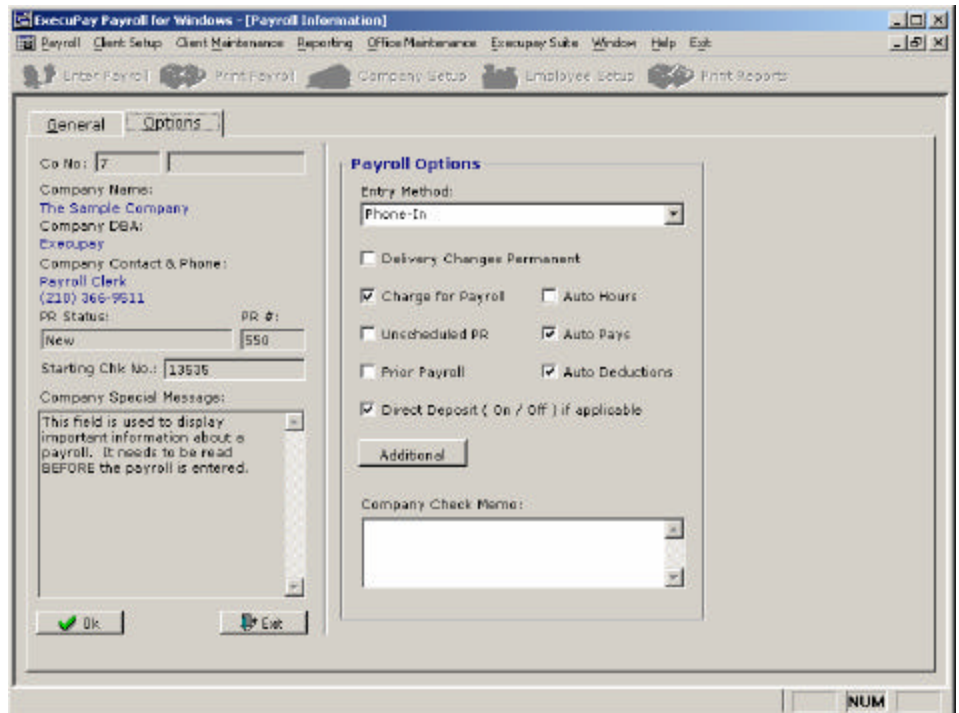 ExecuPay Payroll for Windows - [Payroll Information]
Payroll Client Setup Client Maintenance Reporting Office Maintenance Execupay Suite Window Help Exit
Enter Payroll Print Payroll Company Setup Employee Setup Print Reports
General Options
Co No: 7
Company Name:
The Sample Company
Company DBA:
Execupay
Company Contact & Phone:
Payroll Clerk
(210) 366-9511
PR Status: PR #:
New 550
Starting Chk No.: 13535
Company Special Message:
This field is used to display
important information about a
payroll. It needs to be read
BEFORE the payroll is entered.
Ok Exit
Payroll Options
Entry Method:
Phone-In
Delivery Changes Permanent
Charge for Payroll Auto Hours
Unscheduled PR Auto Pays
Prior Payroll Auto Deductions
Direct Deposit ( On / Off ) if applicable
Additional
Company Check Memo:
NUM